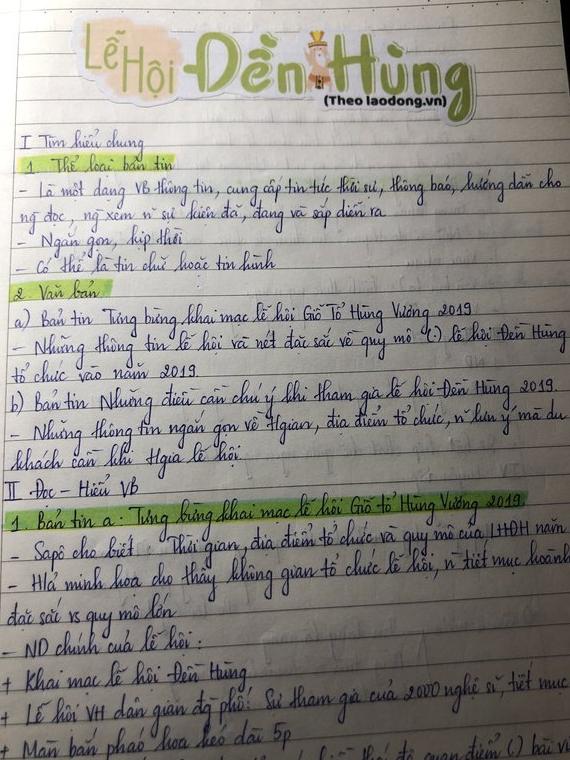 Lễ Hội Đền Hùng
(Theo laodong.vn)
I Tìm hiểu chung
1. Thể loại bản tin
- Là một dạng VB thông tin, cung cấp tin tức thời sự, thông báo, hướng dẫn cho
ng đọc, ng xem n~ sự kiện đã, đang và sắp diễn ra
- Ngắn gọn, kịp thời
- Có thể là tin chữ hoặc tin hình
2. Văn bản
a) Bản tin Tưng bừng khai mạc lễ hội Giỗ Tổ Hùng Vương 2019
- Những thông tin lễ hội và nét đặc sắc về quy mô (.) lễ hội Đền Hùng
tổ chức vào năm 2019.
b) Bản tin Những điều cần chú ý khi tham gia lễ hội Đền Hùng 2019.
- Những thông tin ngắn gọn về Hgian, địa điểm tổ chức, n~ lưu ý mà du
khách cần khi Hgia lễ hội.
II Đọc - Hiểu VB
1. Bản tin a: Tưng bừng khai mạc lễ hội Giỗ tổ Hùng Vương 2019.
- Sapô cho biết: Thời gian, địa điểm tổ chức và quy mô của LHĐH năm
- Hả minh họa cho thấy không gian tổ chức lễ hội, n~ tiết mục hoành
đặc sắc vs quy mô lớn
- ND chính của lễ hội:
+ Khai mạc lễ hội Đền Hùng
+ Lễ hội VH dân gian đg phố: Sự tham gia của 2000 nghệ sĩ, tiết mục
+ Màn bắn pháo hoa kéo dài 5p
quan điểm (.) bài vi